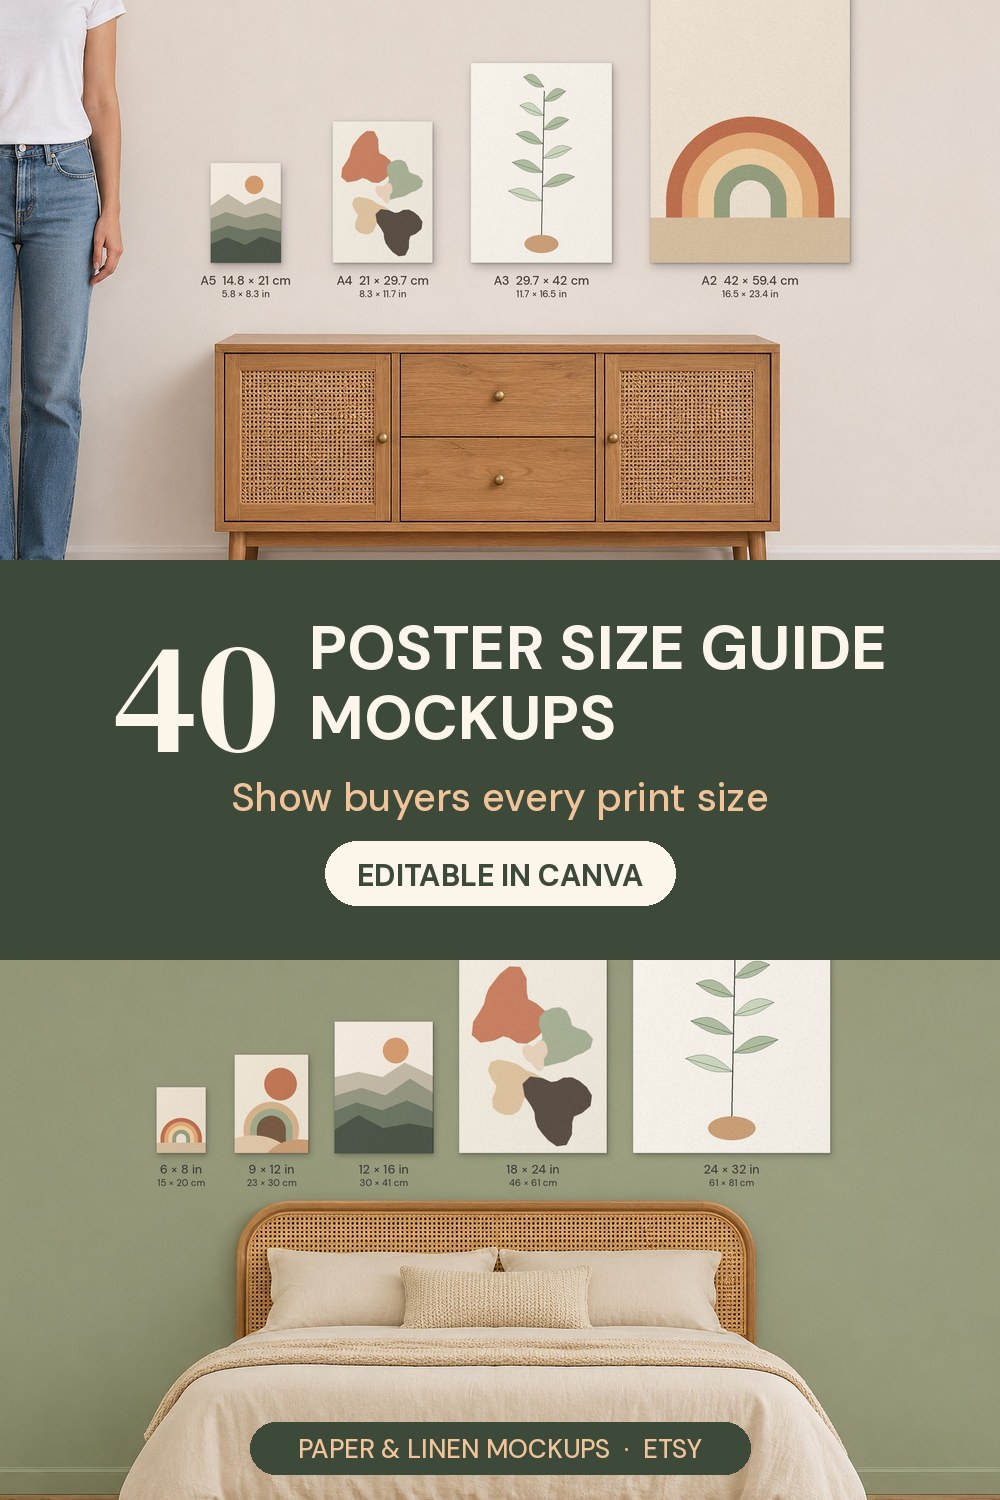 A5 14.8 × 21 cm
5.8 × 8.3 in
A4 21 × 29.7 cm
8.3 × 11.7 in
A3 29.7 × 42 cm
11.7 × 16.5 in
A2 42 × 59.4 cm
16.5 × 23.4 in
40
POSTER SIZE GUIDE
MOCKUPS
Show buyers every print size
EDITABLE IN CANVA
6 × 8 in
15 × 20 cm
9 × 12 in
23 × 30 cm
12 × 16 in
30 × 41 cm
18 × 24 in
46 × 61 cm
24 × 32 in
61 × 81 cm
PAPER & LINEN MOCKUPS · ETSY